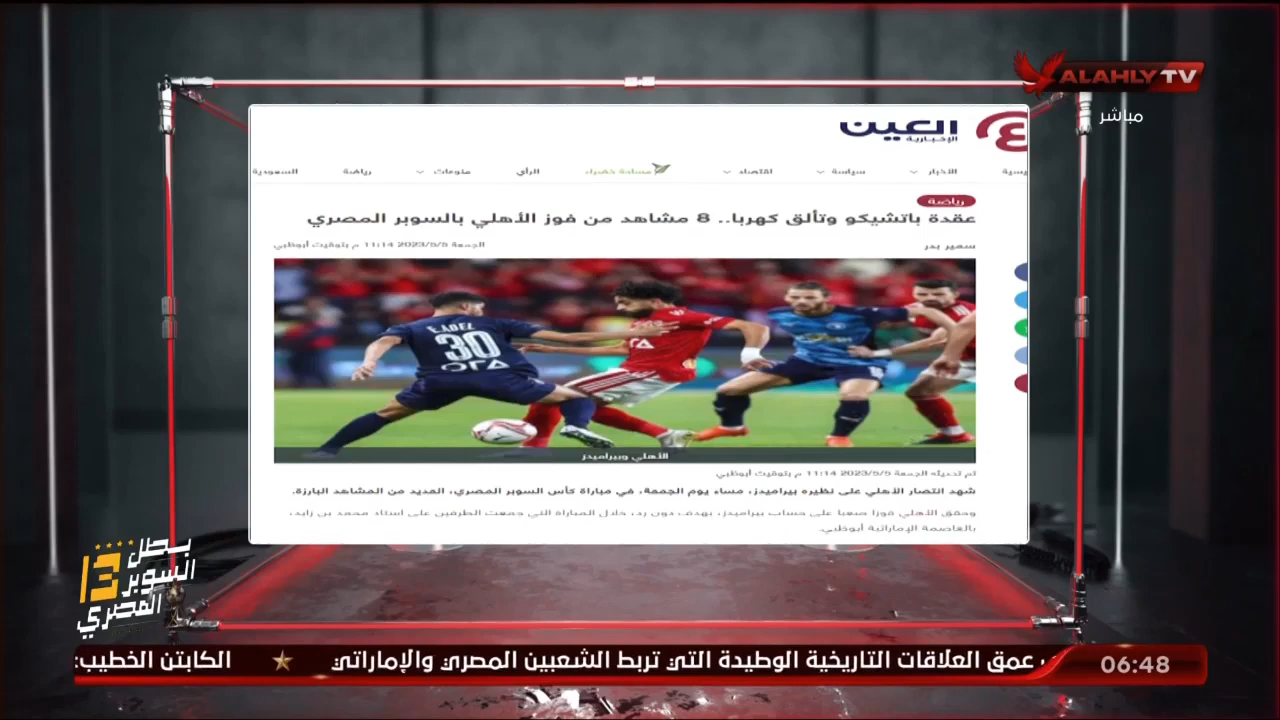 ALAHLY TV
مباشر
العين
الإخبارية
الأخبار
سياسة
اقتصاد
مساحة خضراء
الرأي
منوعات
رياضة
السعودية
رياضة
عقدة باتشيكو وتألق كهربا.. 8 مشاهد من فوز الأهلي بالسوبر المصري
سمير بدر
الجمعة 2023/5/5 11:14 م بتوقيت أبوظبي
E.ADEL
30
ORA
الأهلي وبيراميدز
تم تحديثه الجمعة 2023/5/5 11:14 م بتوقيت أبوظبي
شهد انتصار الأهلي على نظيره بيراميدز، مساء يوم الجمعة، في مباراة كأس السوبر المصري، العديد من المشاهد البارزة.
وحقق الأهلي فوزا صعبا على حساب بيراميدز، بهدف دون رد، خلال المباراة التي جمعت الطرفين على استاد محمد بن زايد،
بالعاصمة الإماراتية أبوظبي.
بطل
السوبر 13
المصري
عمق العلاقات التاريخية الوطيدة التي تربط الشعبين المصري والإماراتي ★ الكابتن الخطيب:
06:48